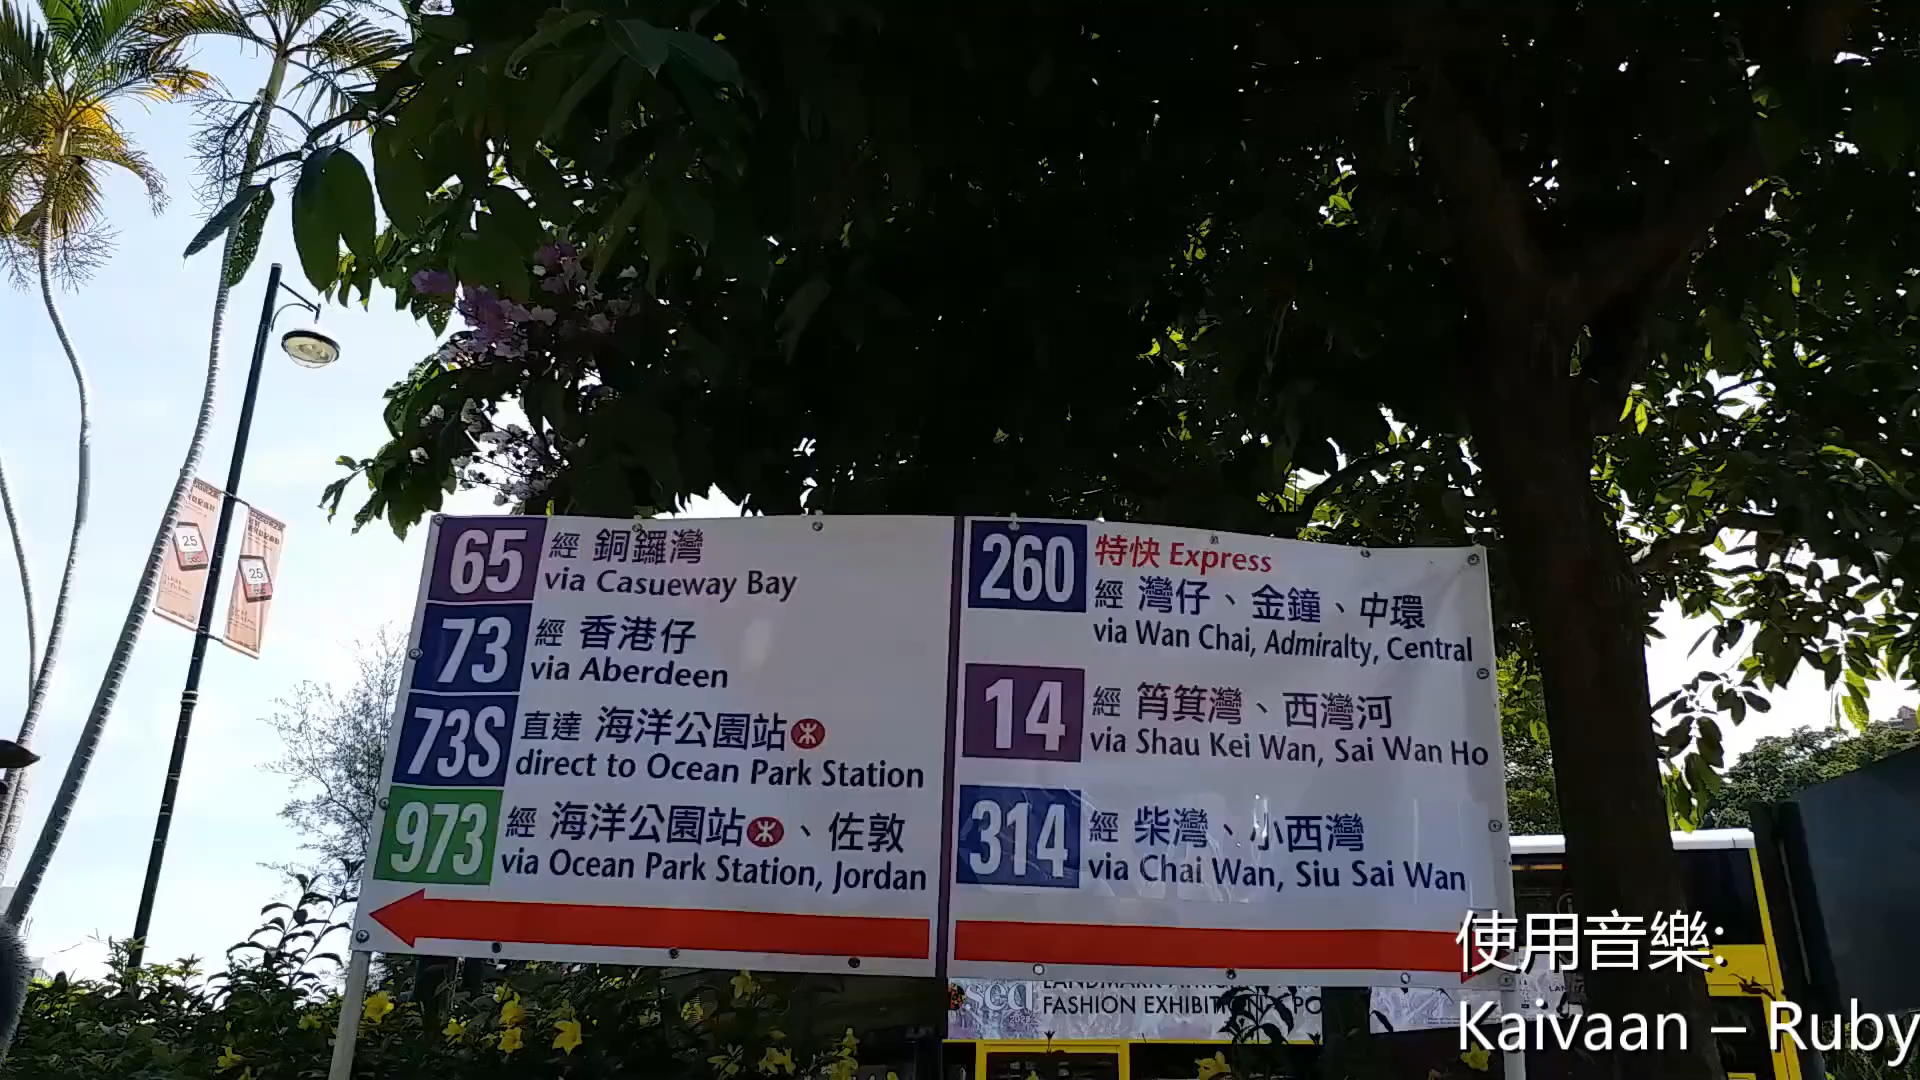 65 經 銅鑼灣
via Casueway Bay
73 經 香港仔
via Aberdeen
73S 直達 海洋公園站
direct to Ocean Park Station
973 經 海洋公園站、佐敦
via Ocean Park Station, Jordan
260 特快 Express
經 灣仔、金鐘、中環
via Wan Chai, Admiralty, Central
14 經 筲箕灣、西灣河
via Shau Kei Wan, Sai Wan Ho
314 經 柴灣、小西灣
via Chai Wan, Siu Sai Wan
25
25
sea
FASHION
使用音樂:
Kaivaan – Ruby